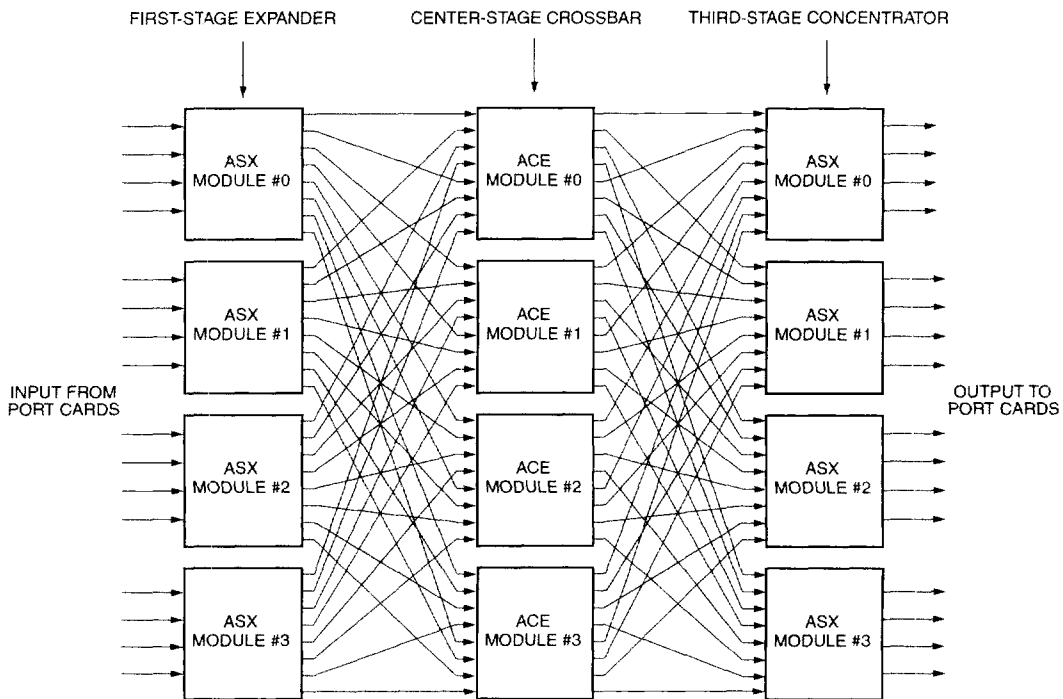 FIRST-STAGE EXPANDER
CENTER-STAGE CROSSBAR
THIRD-STAGE CONCENTRATOR
ASX
MODULE #0
ACE
MODULE #0
ASX
MODULE #0
ASX
MODULE #1
ACE
MODULE #1
ASX
MODULE #1
INPUT FROM
PORT CARDS
OUTPUT TO
PORT CARDS
ASX
MODULE #2
ACE
MODULE #2
ASX
MODULE #2
ASX
MODULE #3
ACE
MODULE #3
ASX
MODULE #3